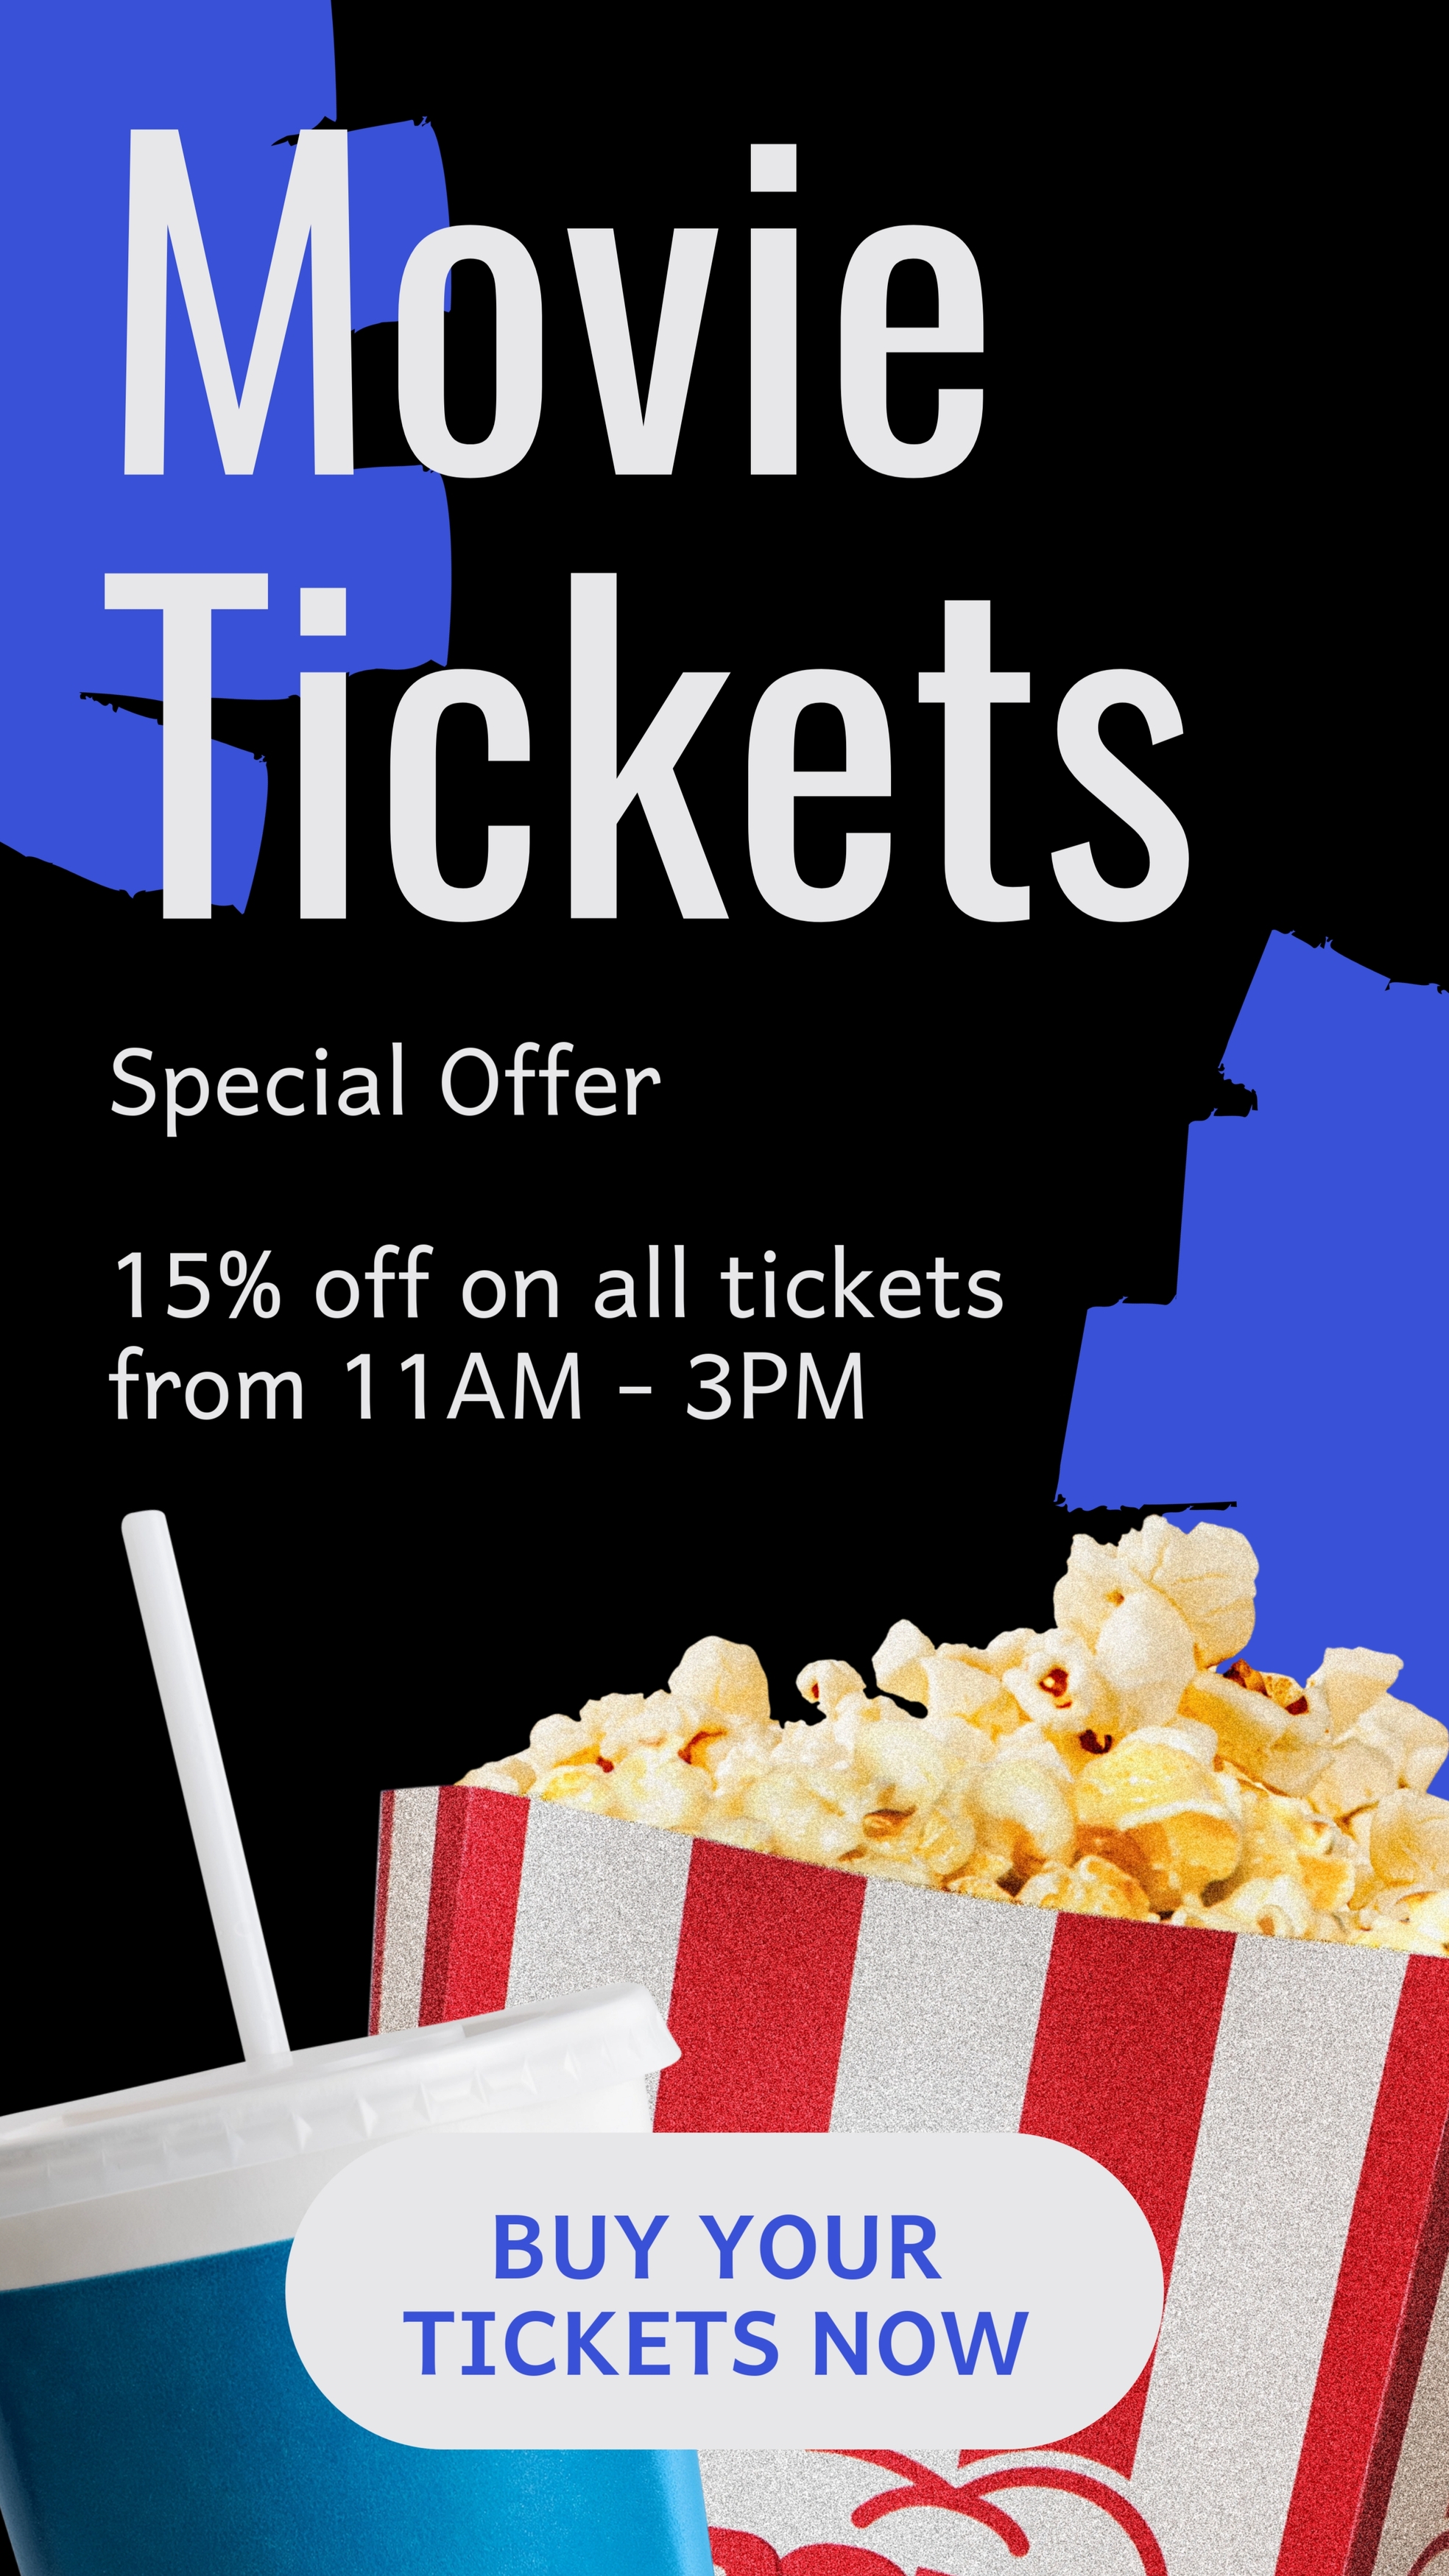 Movie
Tickets
Special Offer
15% off on all tickets
from 11AM - 3PM
BUY YOUR
TICKETS NOW